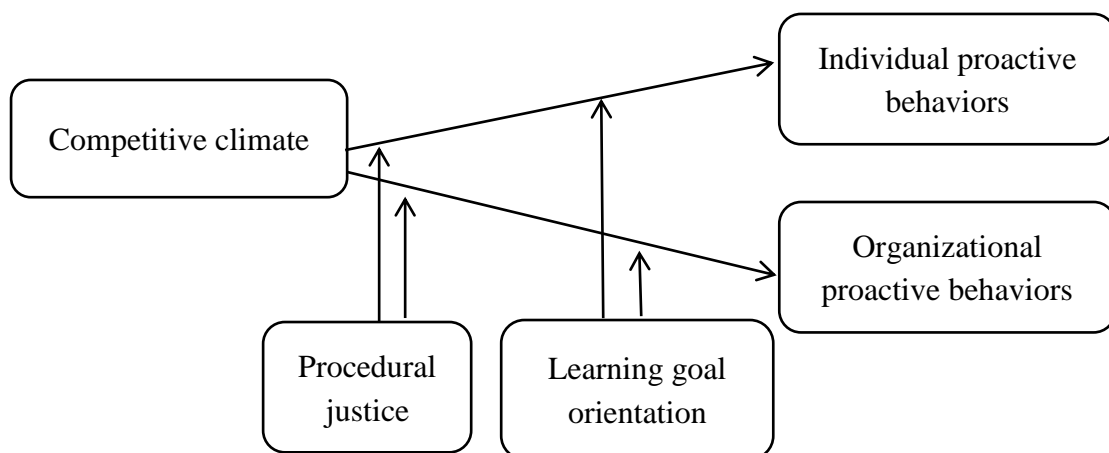 Competitive climate
Individual proactive
behaviors
Organizational
proactive behaviors
Procedural
justice
Learning goal
orientation